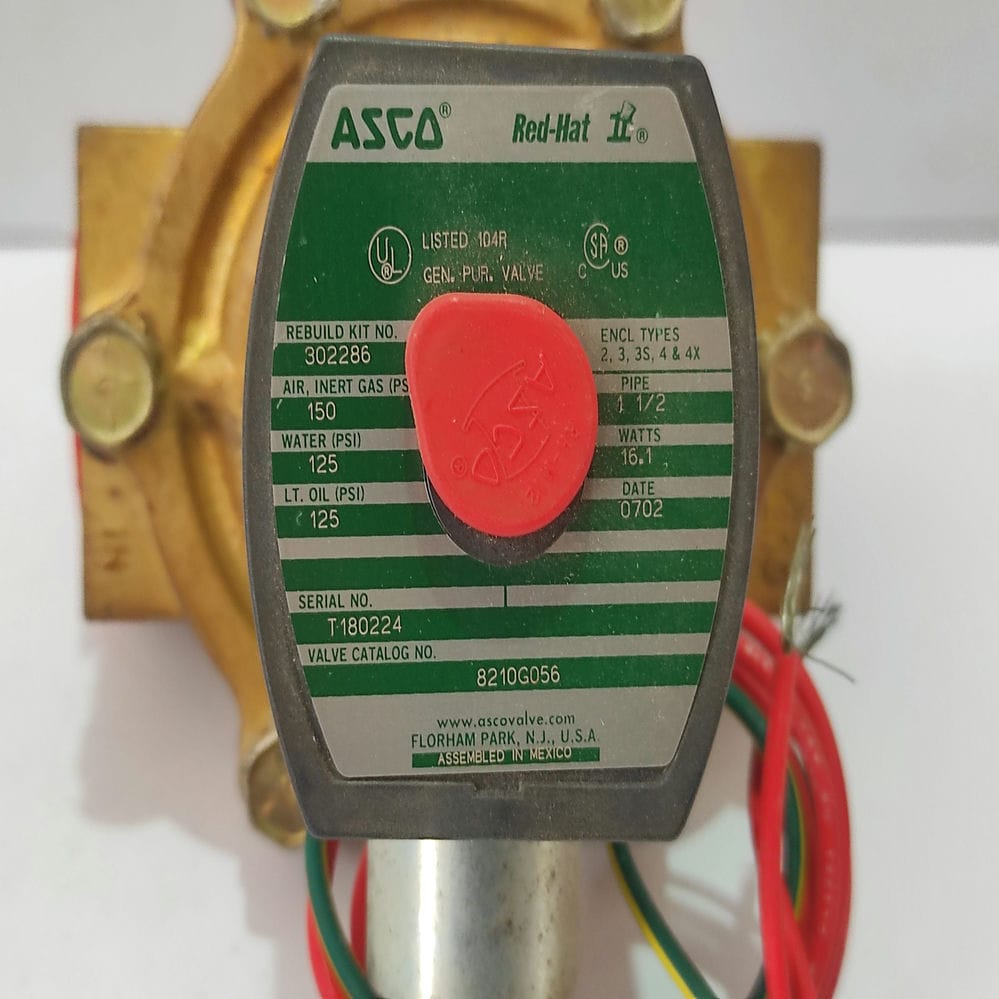 ASCO® Red-Hat II®
UL® LISTED 104R
GEN. PUR. VALVE
C SA® US
REBUILD KIT NO.
302286
ENCL TYPES
2, 3, 3S, 4 & 4X
AIR, INERT GAS (PS
150
PIPE
1 1/2
WATER (PSI)
125
WATTS
16.1
LT. OIL (PSI)
125
DATE
0702
SERIAL NO.
T180224
VALVE CATALOG NO.
8210G056
www.ascovalve.com
FLORHAM PARK, N.J., U.S.A.
ASSEMBLED IN MEXICO
IN